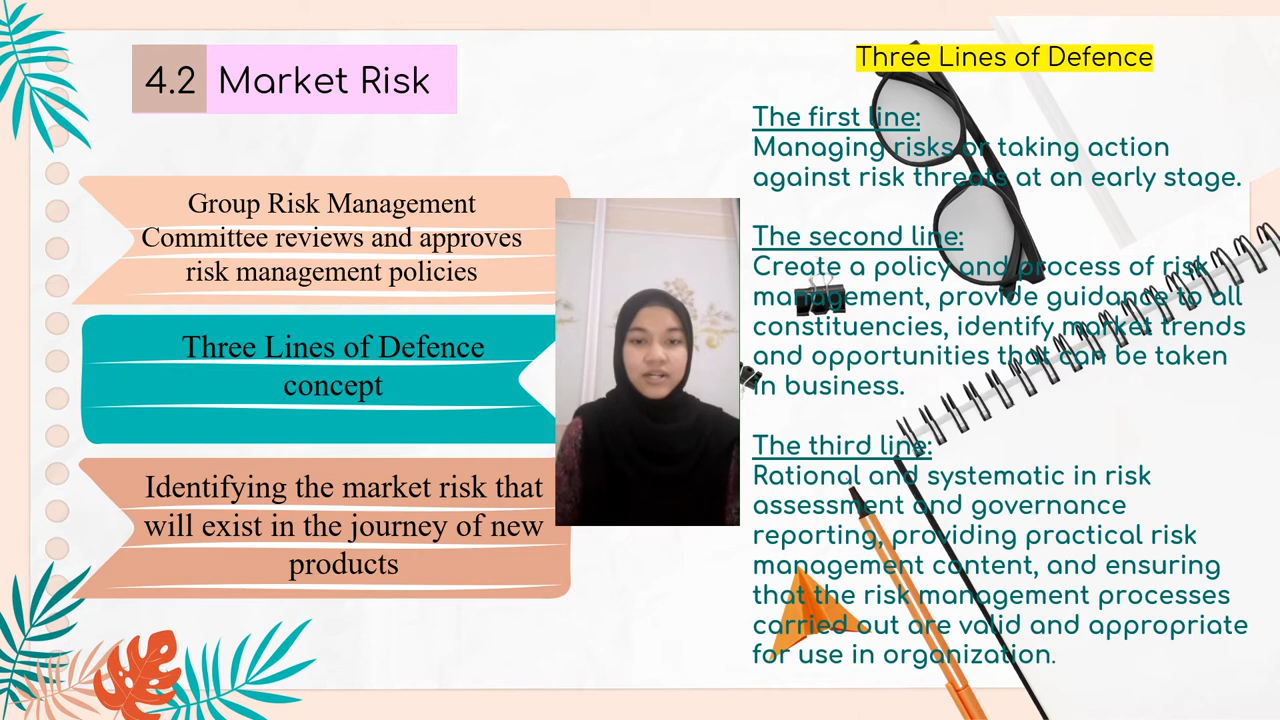 4.2 Market Risk
Group Risk Management
Committee reviews and approves
risk management policies
Three Lines of Defence
concept
Identifying the market risk that
will exist in the journey of new
products
Three Lines of Defence
The first line:
Managing risks or taking action
against risk threats at an early stage.
The second line:
Create a policy and process of risk
management, provide guidance to all
constituencies, identify market trends
and opportunities that can be taken
in business.
The third line:
Rational and systematic in risk
assessment and governance
reporting, providing practical risk
management content, and ensuring
that the risk management processes
carried out are valid and appropriate
for use in organization.